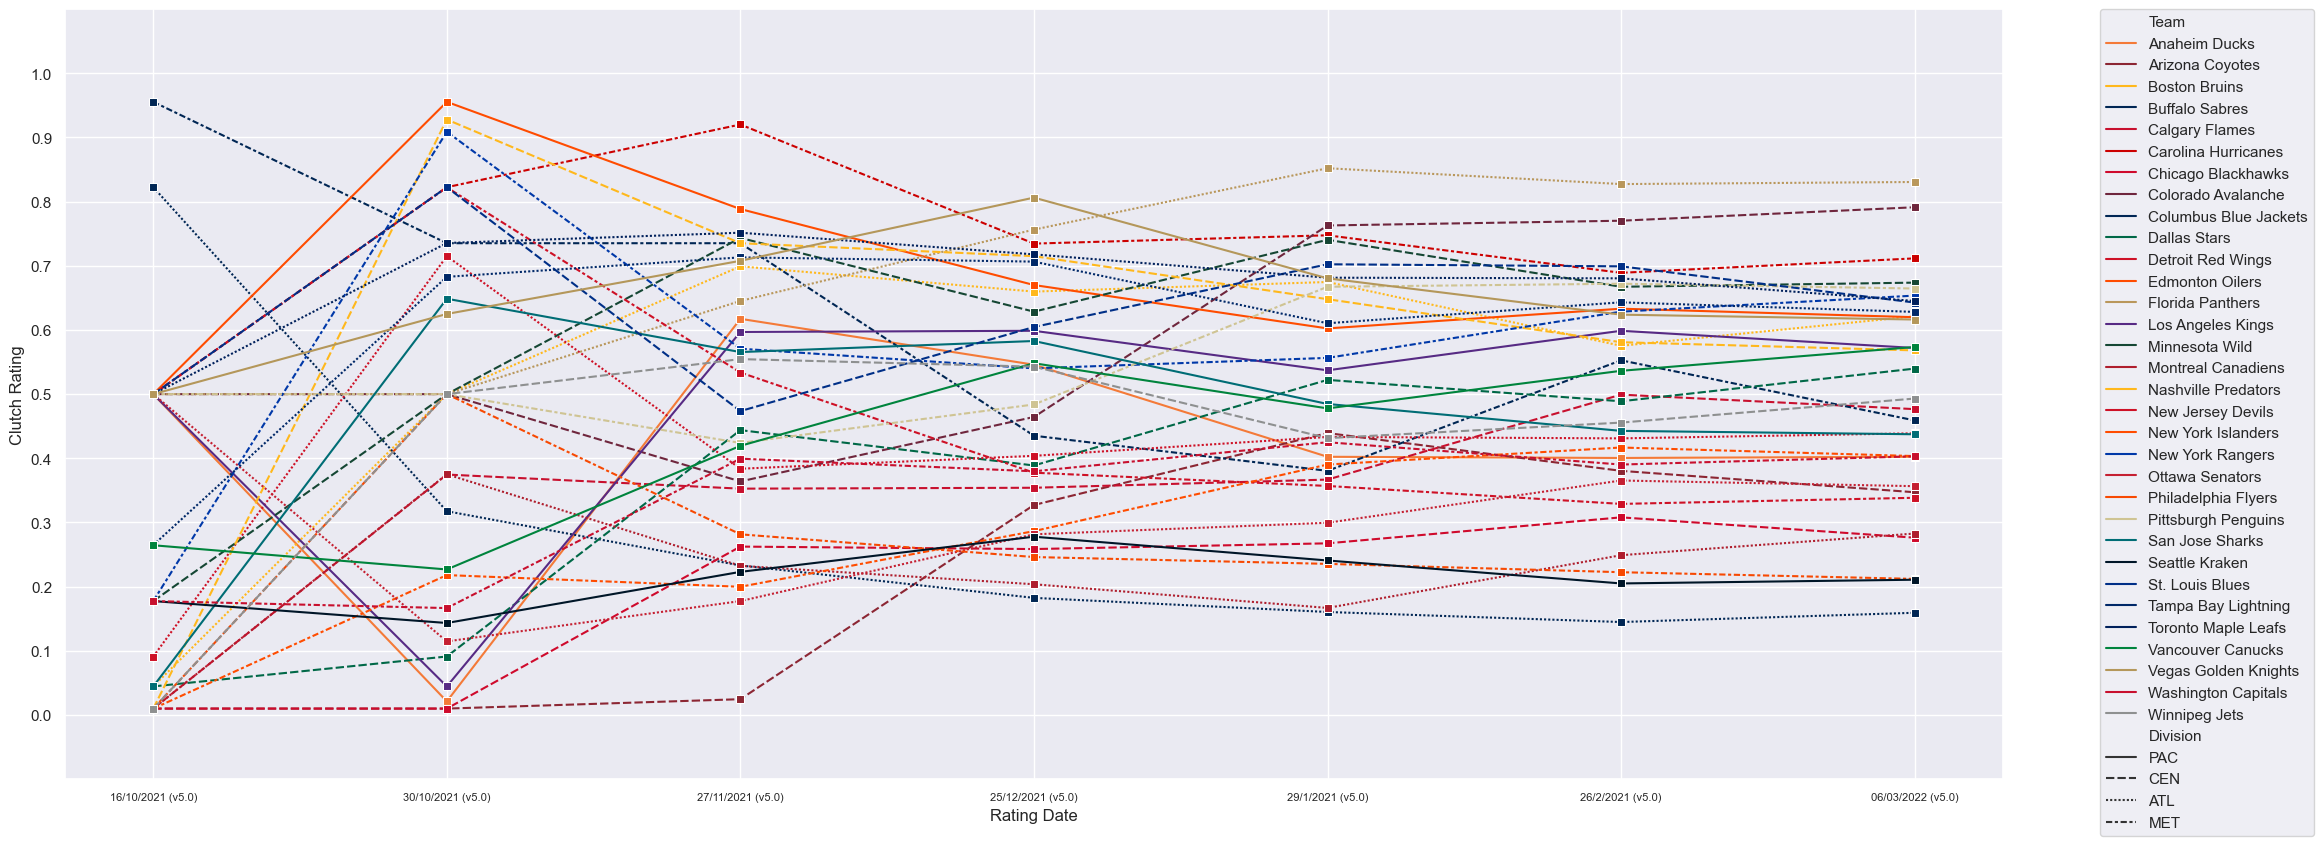 1.0
0.9
0.8
0.7
0.6
0.5
0.4
0.3
0.2
0.1
0.0
Clutch Rating
16/10/2021 (v5.0)
30/10/2021 (v5.0)
27/11/2021 (v5.0)
25/12/2021 (v5.0)
29/1/2021 (v5.0)
26/2/2021 (v5.0)
06/03/2022 (v5.0)
Rating Date
Team
Anaheim Ducks
Arizona Coyotes
Boston Bruins
Buffalo Sabres
Calgary Flames
Carolina Hurricanes
Chicago Blackhawks
Colorado Avalanche
Columbus Blue Jackets
Dallas Stars
Detroit Red Wings
Edmonton Oilers
Florida Panthers
Los Angeles Kings
Minnesota Wild
Montreal Canadiens
Nashville Predators
New Jersey Devils
New York Islanders
New York Rangers
Ottawa Senators
Philadelphia Flyers
Pittsburgh Penguins
San Jose Sharks
Seattle Kraken
St. Louis Blues
Tampa Bay Lightning
Toronto Maple Leafs
Vancouver Canucks
Vegas Golden Knights
Washington Capitals
Winnipeg Jets
Division
PAC
CEN
ATL
MET